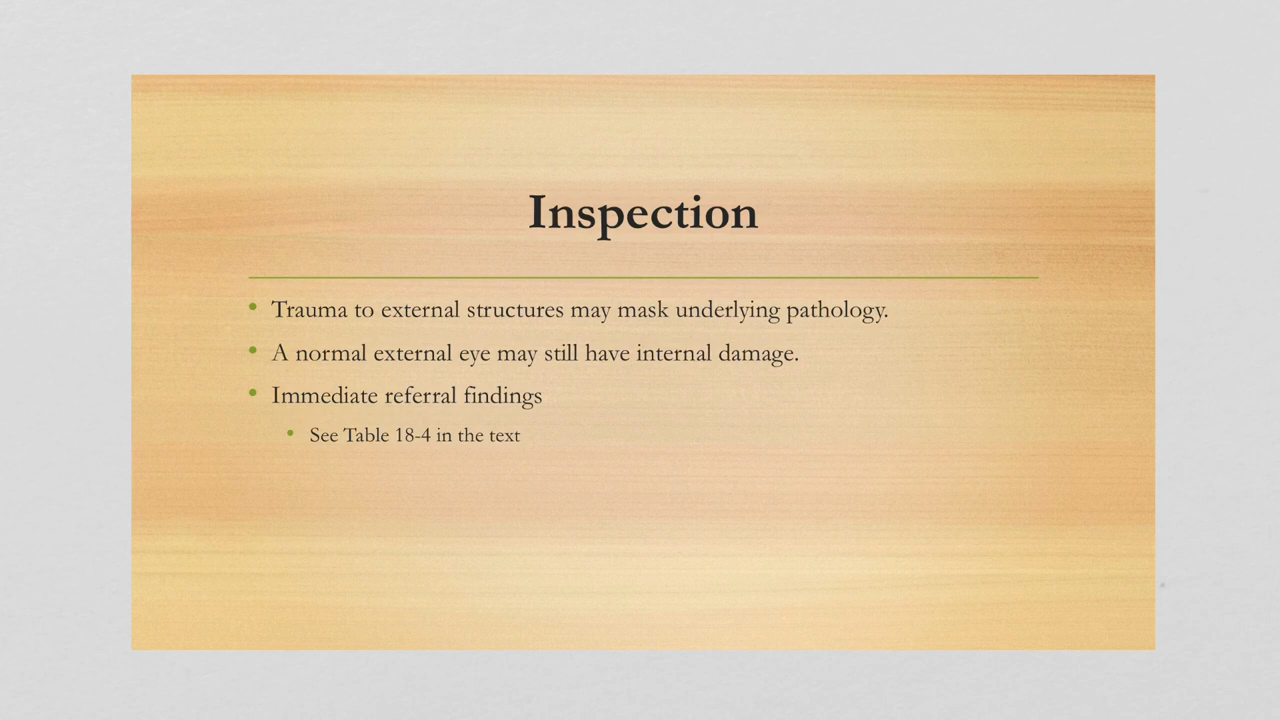 Inspection
Trauma to external structures may mask underlying pathology.
A normal external eye may still have internal damage.
Immediate referral findings
See Table 18-4 in the text